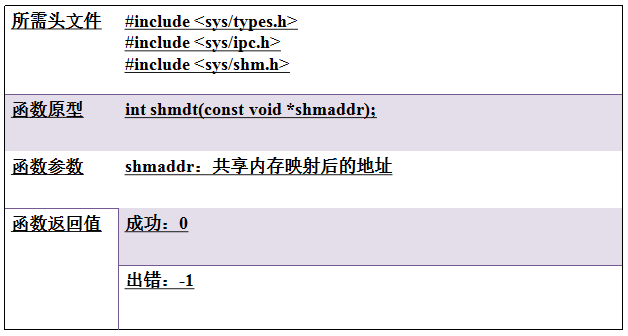 所需头文件 #include <sys/types.h>
#include <sys/ipc.h>
#include <sys/shm.h>
函数原型 int shmdt(const void *shmaddr);
函数参数 shmaddr：共享内存映射后的地址
函数返回值 成功：0
出错：-1